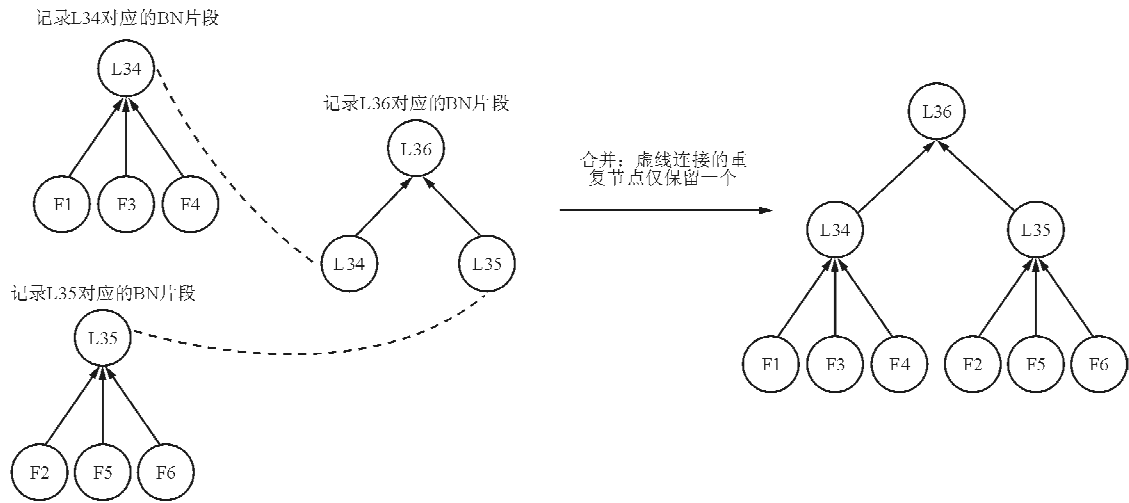 记录L34对应的BN片段
L34
F1 F3 F4
记录L35对应的BN片段
L35
F2 F5 F6
记录L36对应的BN片段
L36
L34 L35
合并：虚线连接的重
复节点仅保留一个
L36
L34 L35
F1 F3 F4 F2 F5 F6